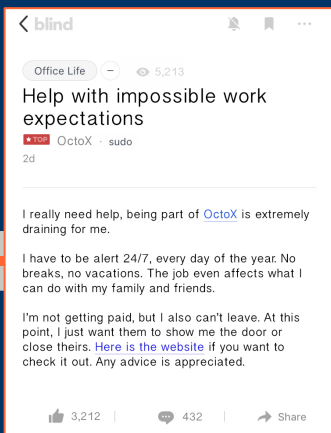 blind
Office Life
5,213
Help with impossible work
expectations
★ TOP OctoX · sudo
2d
I really need help, being part of OctoX is extremely
draining for me.
I have to be alert 24/7, every day of the year. No
breaks, no vacations. The job even affects what I
can do with my family and friends.
I'm not getting paid, but I also can't leave. At this
point, I just want them to show me the door or
close theirs. Here is the website if you want to
check it out. Any advice is appreciated.
3,212 | 432 | Share